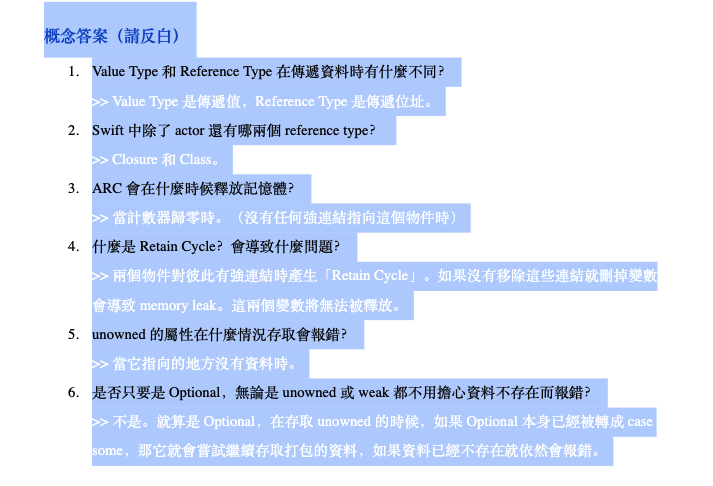 概念答案（請反白）
1. Value Type 和 Reference Type 在傳遞資料時有什麼不同？
>> Value Type 是傳遞值，Reference Type 是傳遞位址。
2. Swift 中除了 actor 還有哪兩個 reference type？
>> Closure 和 Class。
3. ARC 會在什麼時候釋放記憶體？
>> 當計數器歸零時。（沒有任何強連結指向這個物件時）
4. 什麼是 Retain Cycle？會導致什麼問題？
>> 兩個物件對彼此有強連結時產生「Retain Cycle」。如果沒有移除這些連結就刪掉變數
會導致 memory leak。這兩個變數將無法被釋放。
5. unowned 的屬性在什麼情況存取會報錯？
>> 當它指向的地方沒有資料時。
6. 是否只要是 Optional，無論是 unowned 或 weak 都不用擔心資料不存在而報錯？
>> 不是。就算是 Optional，在存取 unowned 的時候，如果 Optional 本身已經被轉成 case
some，那它就會嘗試繼續存取打包的資料，如果資料已經不存在就依然會報錯。